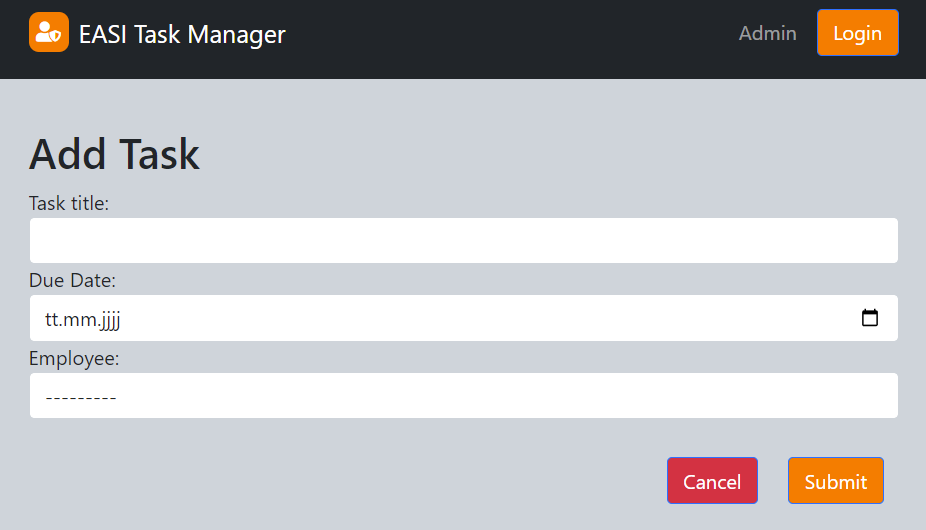 EASI Task Manager
Admin
Login
Add Task
Task title:
Due Date:
tt.mm.jjjj
Employee:
---------
Cancel
Submit